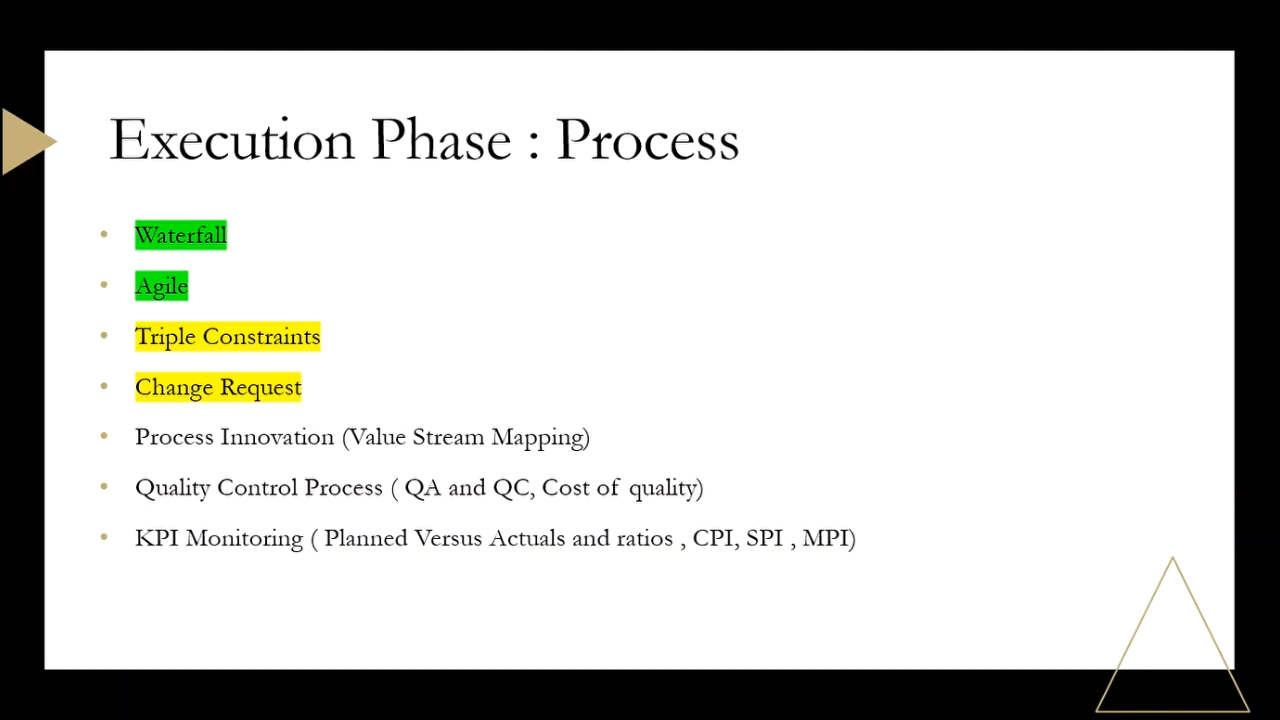 Execution Phase : Process
• Waterfall
• Agile
• Triple Constraints
• Change Request
• Process Innovation (Value Stream Mapping)
• Quality Control Process ( QA and QC, Cost of quality)
• KPI Monitoring ( Planned Versus Actuals and ratios , CPI, SPI , MPI)